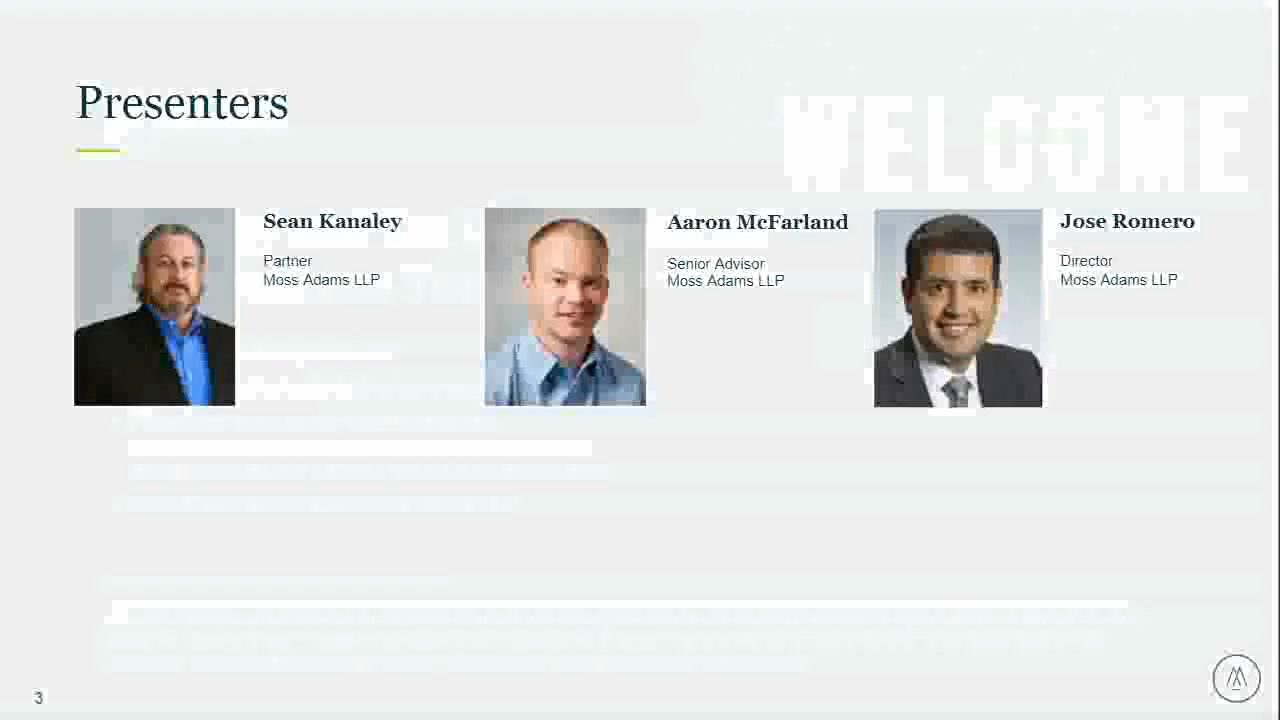 Presenters
WELCOME
Sean Kanaley
Partner
Moss Adams LLP
Aaron McFarland
Senior Advisor
Moss Adams LLP
Jose Romero
Director
Moss Adams LLP
3